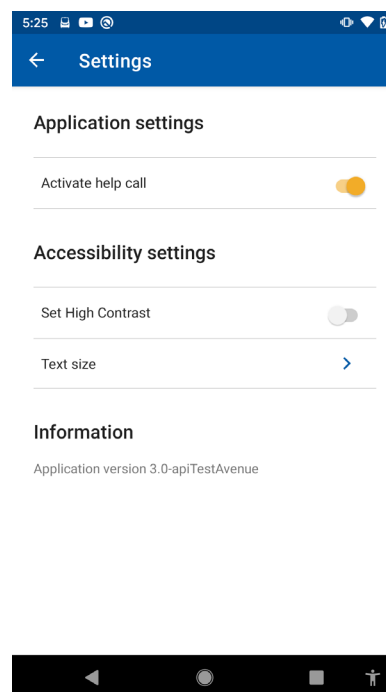 5:25
Settings
Application settings
Activate help call
Accessibility settings
Set High Contrast
Text size
Information
Application version 3.0-apiTestAvenue